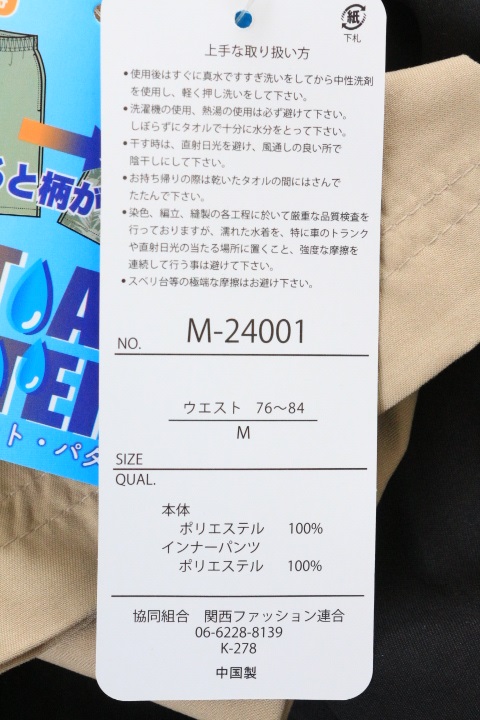 紙
下札
上手な取り扱い方
●使用後はすぐに真水ですすぎ洗いをしてから中性洗剤
を使用し、軽く押し洗いをして下さい。
●洗濯機の使用、熱湯の使用は必ず避けて下さい。
しぼらずにタオルで十分に水分をとって下さい。
●干す時は、直射日光を避け、風通しの良い所で
陰干しにして下さい。
●お持ち帰りの際は乾いたタオルの間にはさんで
たたんで下さい。
●染色、編立、縫製の各工程に於いて厳重な品質検査を
行っておりますが、濡れた水着を、特に車のトランク
や直射日光の当たる場所に置くこと、強度な摩擦を
連続して行う事は避けて下さい。
●スベリ台等の極端な摩擦はお避け下さい。
NO. M-24001
ウエスト 76〜84
M
SIZE
QUAL.
本体
ポリエステル 100%
インナーパンツ
ポリエステル 100%
協同組合 関西ファッション連合
06-6228-8139
K-278
中国製
と柄が
ト・パタ